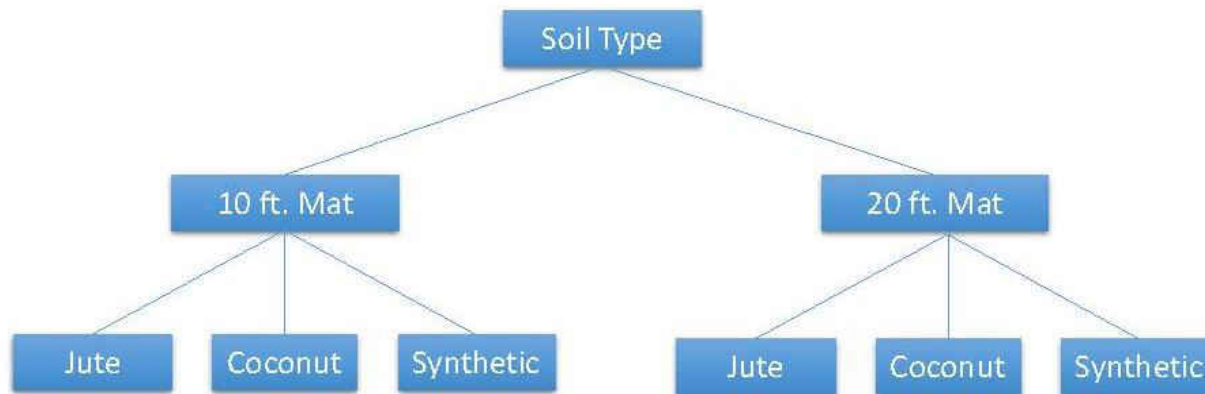 Soil Type
10 ft. Mat
20 ft. Mat
Jute
Coconut
Synthetic
Jute
Coconut
Synthetic